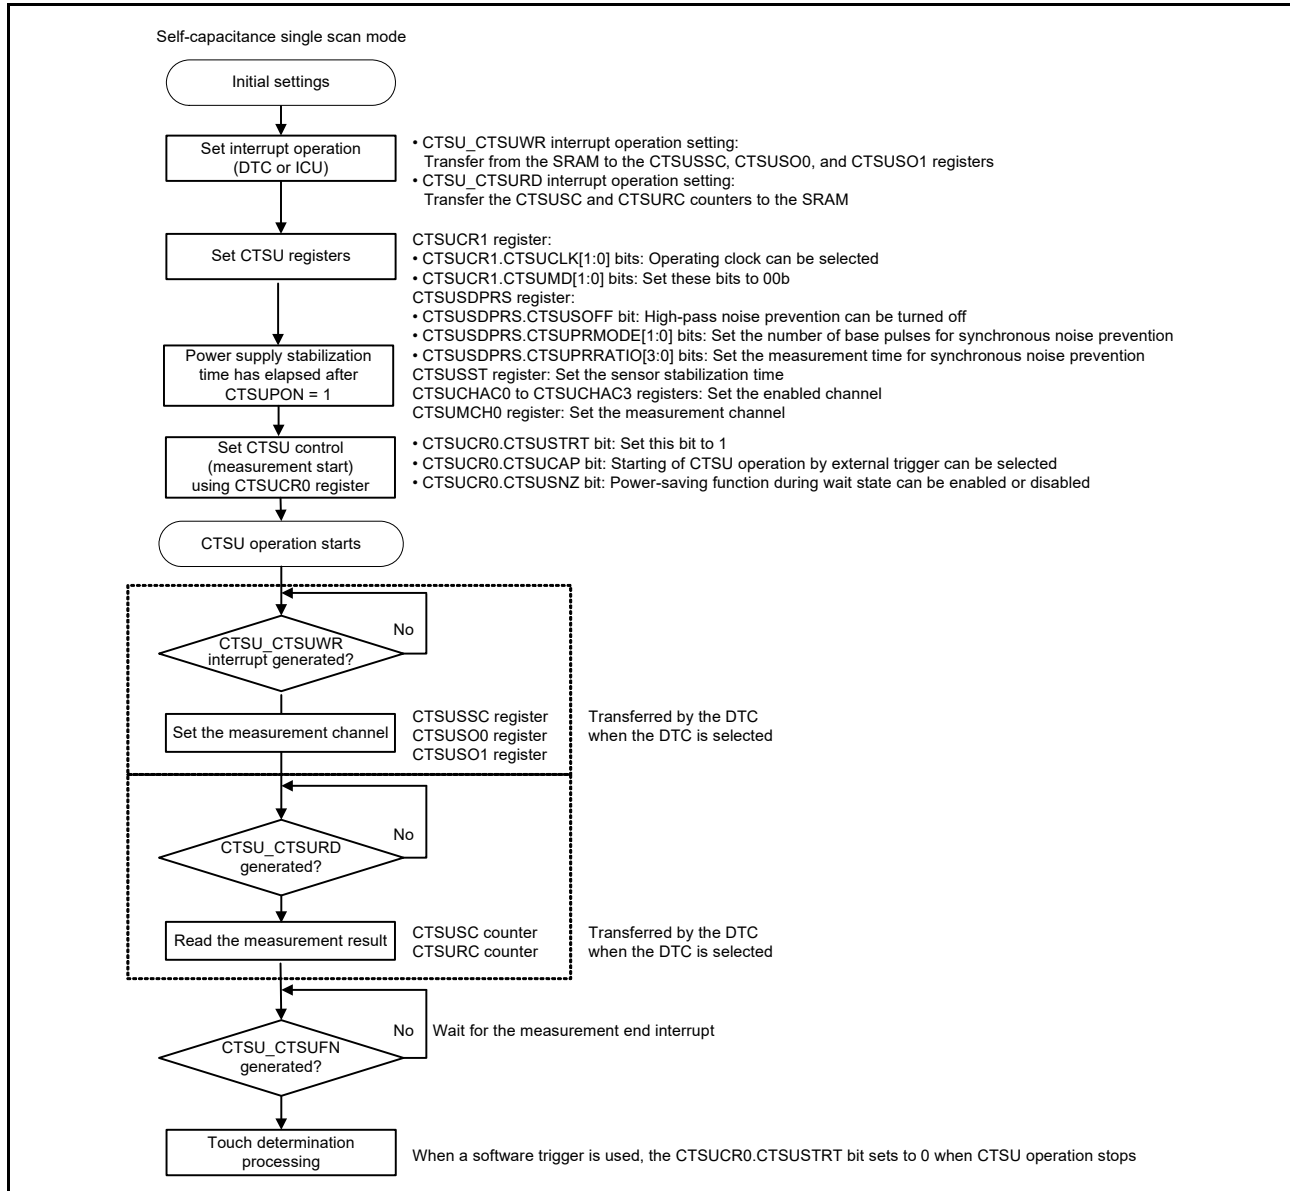 Self-capacitance single scan mode
Initial settings
Set interrupt operation
(DTC or ICU)
• CTSU_CTSUWR interrupt operation setting:
Transfer from the SRAM to the CTSUSSC, CTSUSO0, and CTSUSO1 registers
• CTSU_CTSURD interrupt operation setting:
Transfer the CTSUSC and CTSURC counters to the SRAM
Set CTSU registers
CTSUCR1 register:
• CTSUCR1.CTSUCLK[1:0] bits: Operating clock can be selected
• CTSUCR1.CTSUMD[1:0] bits: Set these bits to 00b
CTSUSDPRS register:
• CTSUSDPRS.CTSUSOFF bit: High-pass noise prevention can be turned off
• CTSUSDPRS.CTSUPRMODE[1:0] bits: Set the number of base pulses for synchronous noise prevention
• CTSUSDPRS.CTSUPRRATIO[3:0] bits: Set the measurement time for synchronous noise prevention
CTSUSST register: Set the sensor stabilization time
CTSUCHAC0 to CTSUCHAC3 registers: Set the enabled channel
CTSUMCH0 register: Set the measurement channel
Power supply stabilization
time has elapsed after
CTSUPON = 1
Set CTSU control
(measurement start)
using CTSUCR0 register
• CTSUCR0.CTSUSTRT bit: Set this bit to 1
• CTSUCR0.CTSUCAP bit: Starting of CTSU operation by external trigger can be selected
• CTSUCR0.CTSUSNZ bit: Power-saving function during wait state can be enabled or disabled
CTSU operation starts
CTSU_CTSUWR
interrupt generated?
No
Set the measurement channel
CTSUSSC register
CTSUSO0 register
CTSUSO1 register
Transferred by the DTC
when the DTC is selected
CTSU_CTSURD
generated?
No
Read the measurement result
CTSUSC counter
CTSURC counter
Transferred by the DTC
when the DTC is selected
CTSU_CTSUFN
generated?
No
Wait for the measurement end interrupt
Touch determination
processing
When a software trigger is used, the CTSUCR0.CTSUSTRT bit sets to 0 when CTSU operation stops